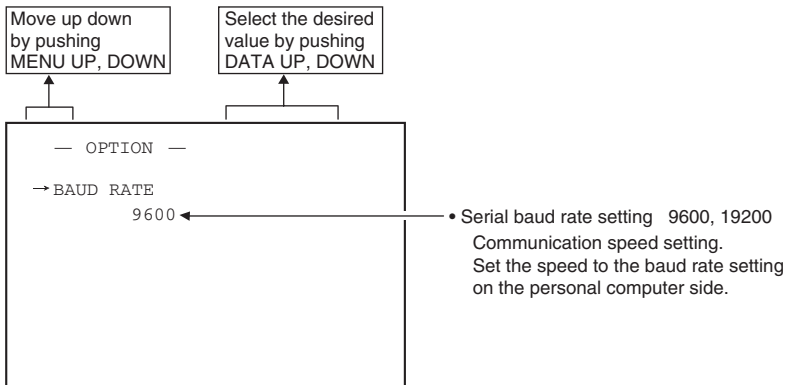 Move up down
by pushing
MENU UP, DOWN
Select the desired
value by pushing
DATA UP, DOWN
— OPTION —
→BAUD RATE
9600
• Serial baud rate setting 9600, 19200
Communication speed setting.
Set the speed to the baud rate setting
on the personal computer side.